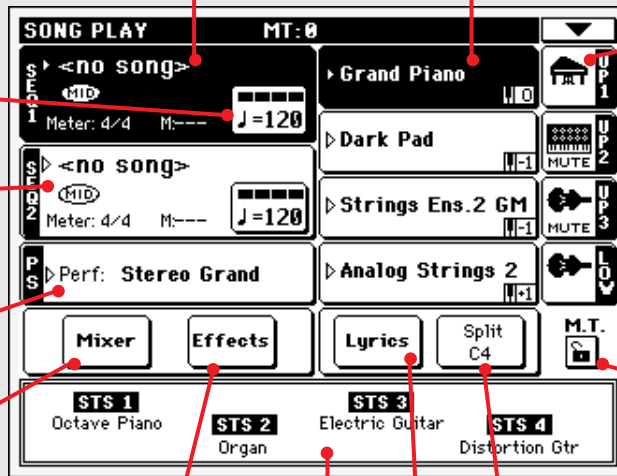 SONG PLAY MT:0
SEQ1
<no song>
MID
Meter: 4/4 M:---
♩=120
SEQ2
<no song>
MID
Meter: 4/4 M:---
♩=120
PS
Perf: Stereo Grand
Grand Piano
0
UP1
Dark Pad
-1
MUTE
UP2
Strings Ens.2 GM
-1
MUTE
UP3
Analog Strings 2
+1
LOW
Mixer
Effects
Lyrics
Split
C4
M.T.
STS 1
Octave Piano
STS 2
Organ
STS 3
Electric Guitar
STS 4
Distortion Gtr